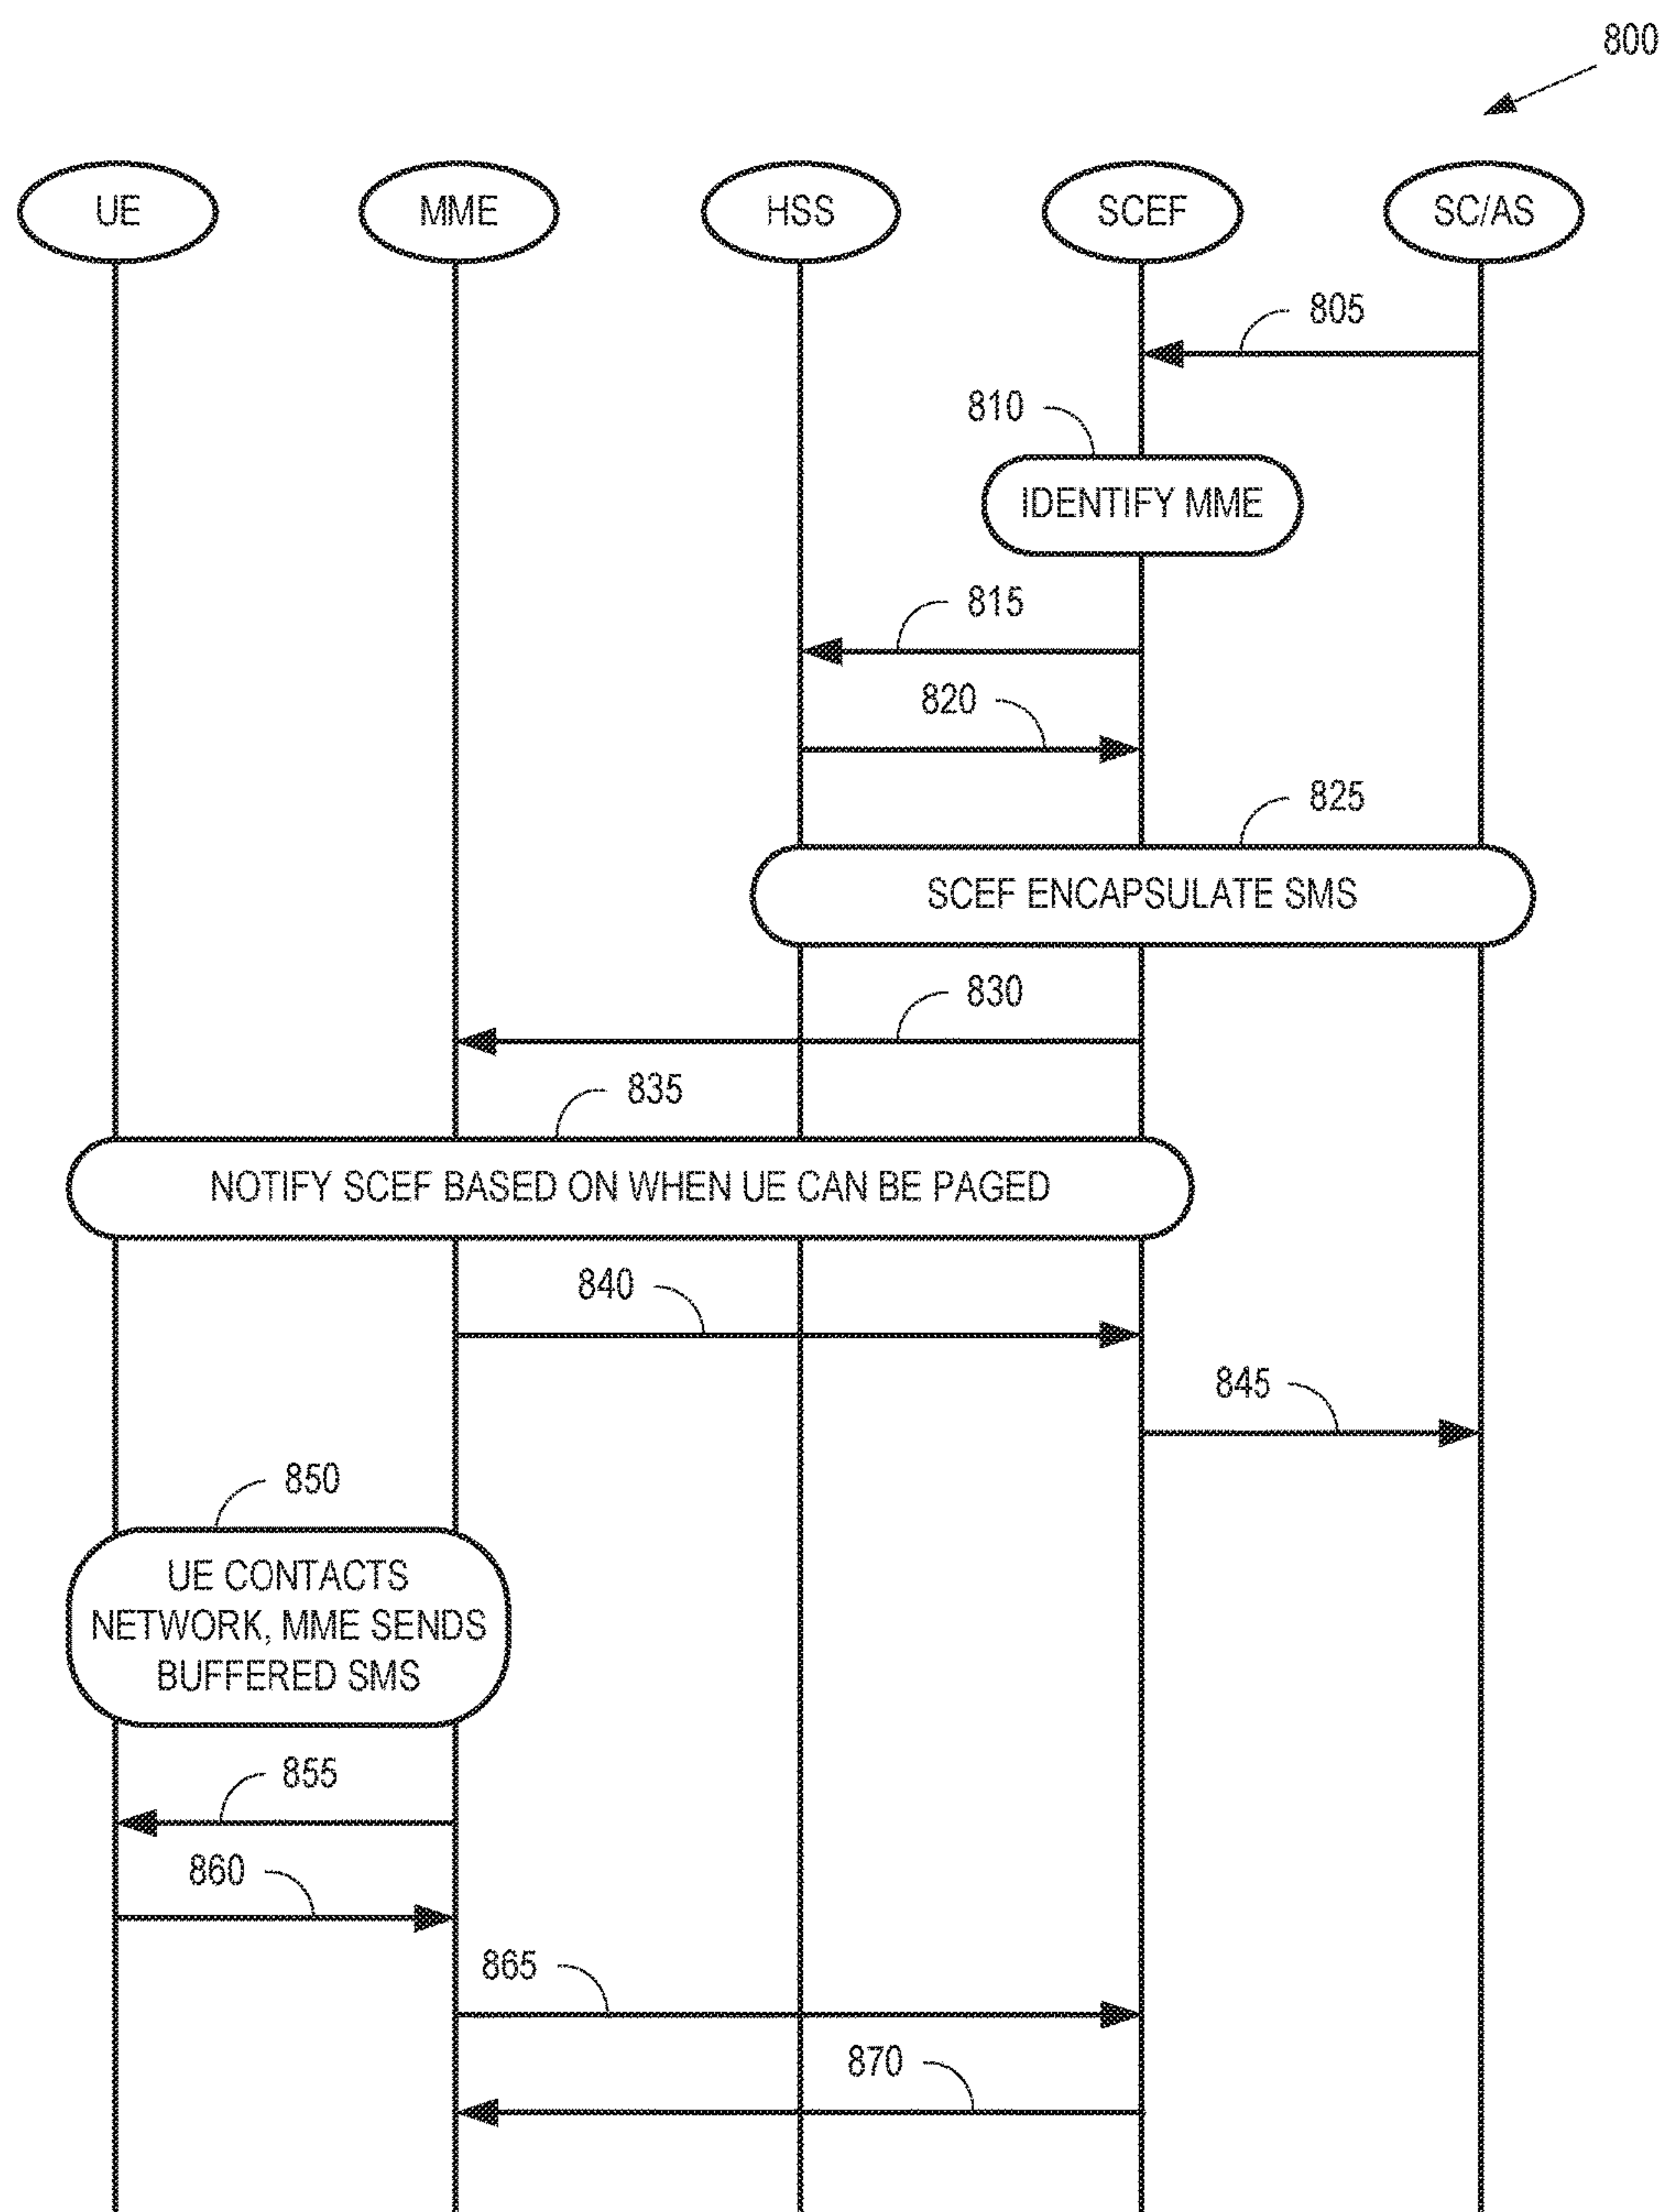 800
UE
MME
HSS
SCEF
SC/AS
805
810
IDENTIFY MME
815
820
825
SCEF ENCAPSULATE SMS
830
835
NOTIFY SCEF BASED ON WHEN UE CAN BE PAGED
840
845
850
UE CONTACTS
NETWORK, MME SENDS
BUFFERED SMS
855
860
865
870